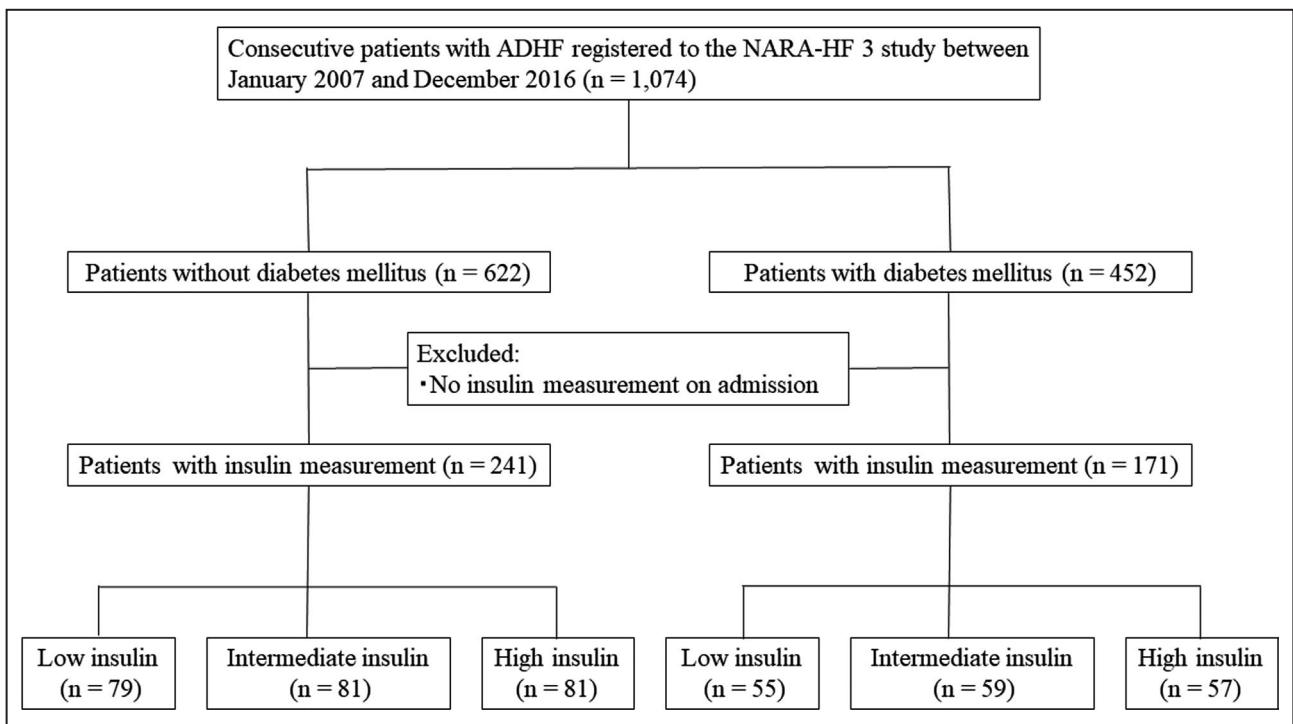 Consecutive patients with ADHF registered to the NARA-HF 3 study between
January 2007 and December 2016 (n = 1,074)
Patients without diabetes mellitus (n = 622)
Patients with diabetes mellitus (n = 452)
Excluded:
・No insulin measurement on admission
Patients with insulin measurement (n = 241)
Patients with insulin measurement (n = 171)
Low insulin
(n = 79)
Intermediate insulin
(n = 81)
High insulin
(n = 81)
Low insulin
(n = 55)
Intermediate insulin
(n = 59)
High insulin
(n = 57)